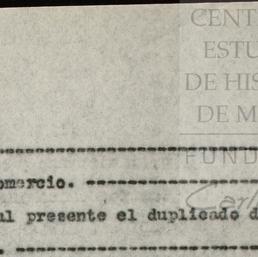 CENT
ESTU
DE HIS
DE M
FUND
omercio. -----------------
al presente el duplicado d